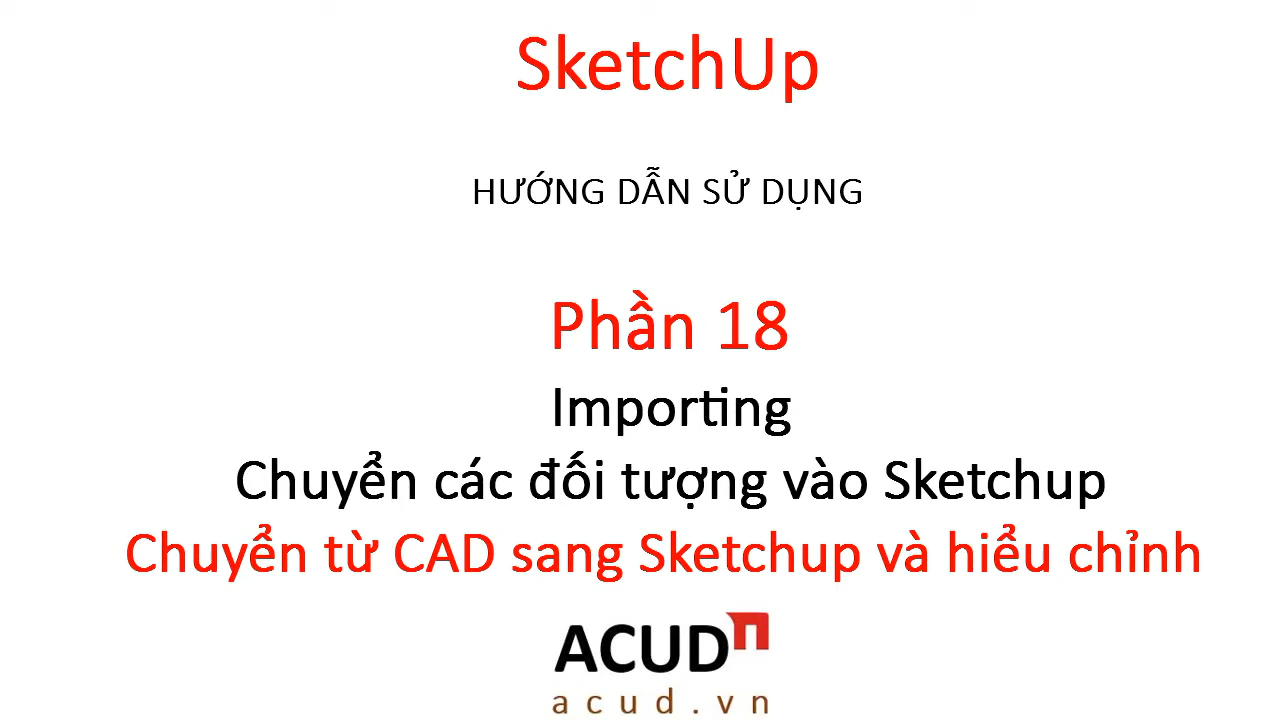 SketchUp
HƯỚNG DẪN SỬ DỤNG
Phần 18
Importing
Chuyển các đối tượng vào Sketchup
Chuyển từ CAD sang Sketchup và hiểu chỉnh
ACUD
acud.vn